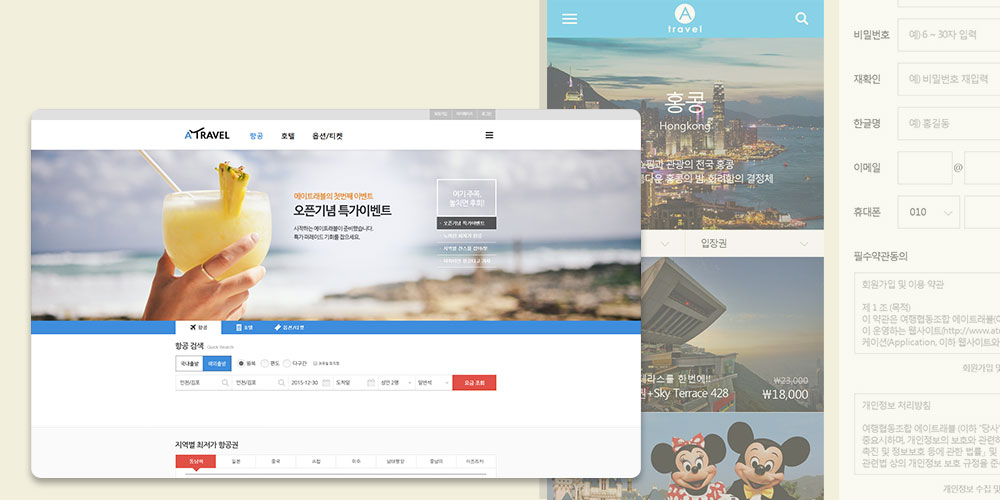 A TRAVEL
항공
호텔
옵션/티켓
에이트래블의 첫번째 이벤트
오픈기념 특가이벤트
시작하는 에이트래블이 준비했습니다.
특가 퍼레이드 기회를 잡으세요.
여기 주목,
놓치면 후회!
오픈기념 특가이벤트
항공
호텔
옵션/티켓
항공 검색
국내출발
해외출발
왕복
편도
다구간
인천/김포
인천/김포
2015-12-30
도착일
성인 2명
일반석
요금 조회
지역별 최저가 항공권
동남아
일본
중국
유럽
미주
남태평양
A
travel
홍콩
Hongkong
쇼핑과 관광의 천국 홍콩
다운 홍콩의 밤, 화려함의 결정체
입장권
테라스를 한번에!!
+Sky Terrace 428
₩23,000
₩18,000
비밀번호
예) 6 ~ 30자 입력
재확인
예) 비밀번호 재입력
한글명
예) 홍길동
이메일
@
휴대폰
010
필수약관동의
회원가입 및 이용 약관
제 1 조 (목적)
이 약관은 여행협동조합 에이트래블(이
이 운영하는 웹사이트(http://www.at
케이션(Application, 이하 웹사이트와
회원가입 및
개인정보 처리방침
여행협동조합 에이트래블 (이하 "당사"
중요시하며, 개인정보의 보호와 관련하
촉진 및 정보보호 등에 관한 법률」 및
관련법 상의 개인정보 보호 규정을 준
개인정보 수집 및